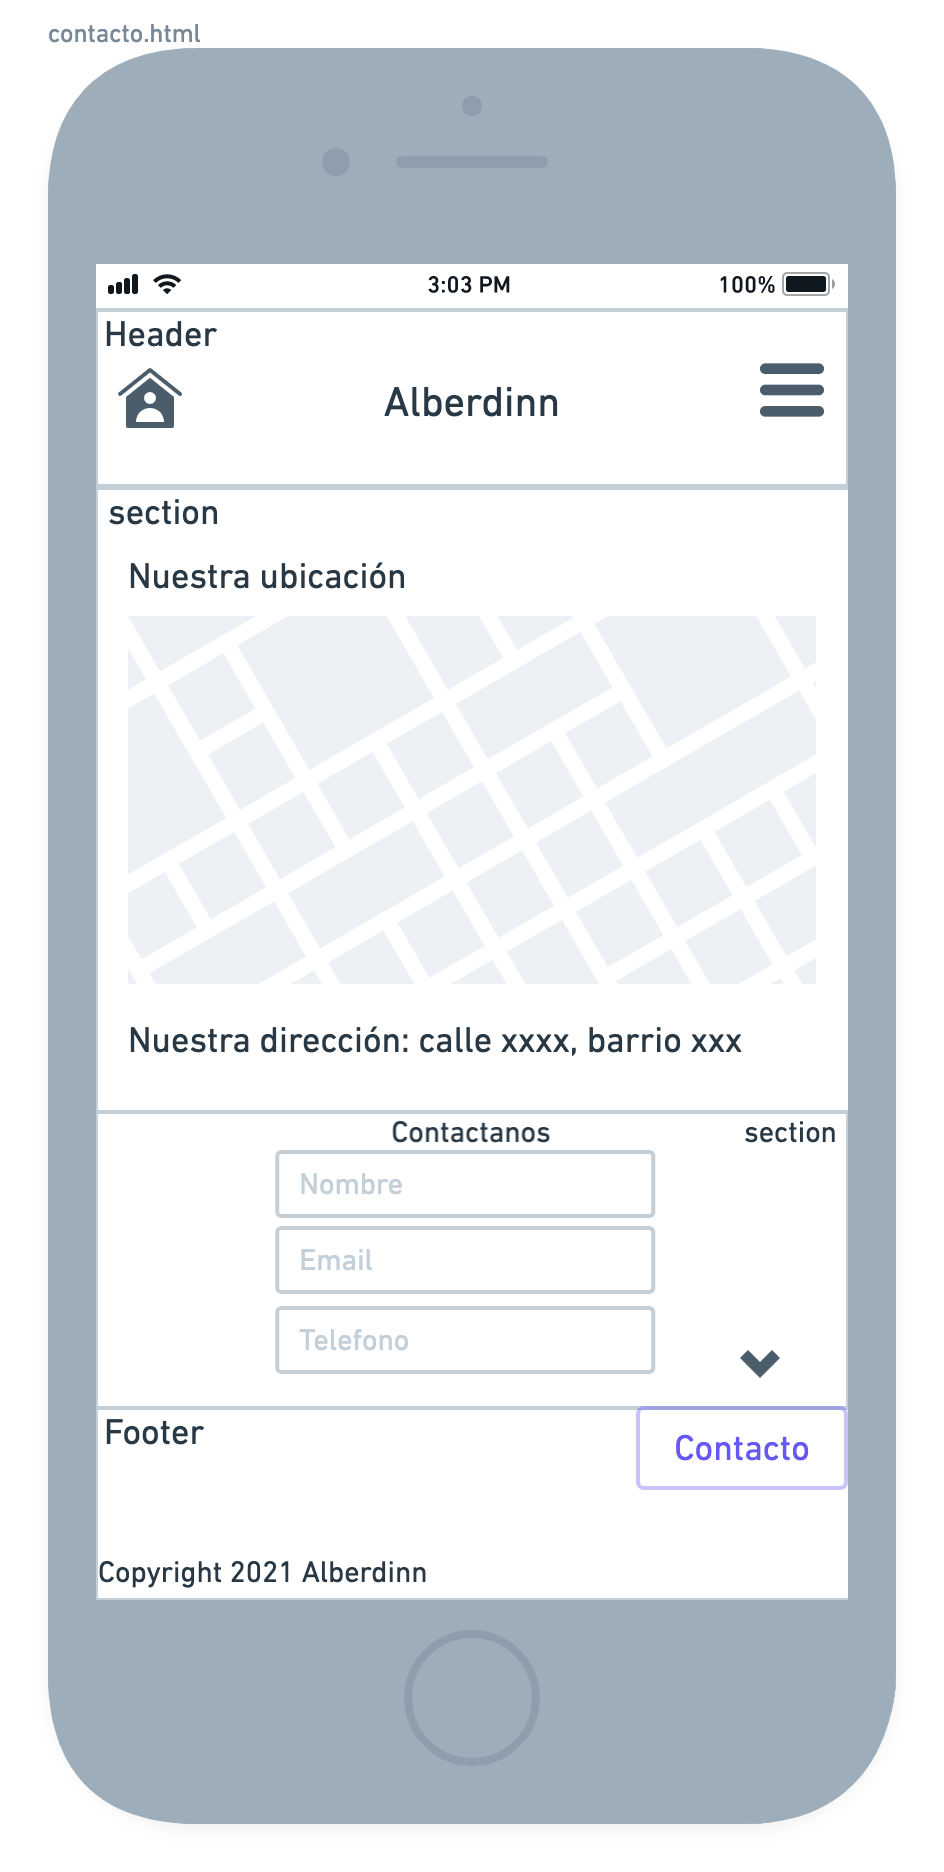 contacto.html
3:03 PM
100%
Header
Alberdinn
section
Nuestra ubicación
Nuestra dirección: calle xxxx, barrio xxx
Contactanos
section
Nombre
Email
Telefono
Footer
Contacto
Copyright 2021 Alberdinn